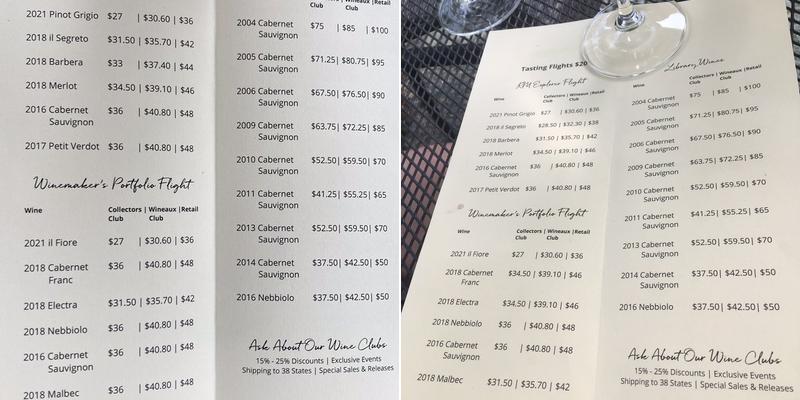 2021 Pinot Grigio $27 | $30.60 | $36
2018 il Segreto $31.50 | $35.70 | $42
2018 Barbera $33 | $37.40 | $44
2018 Merlot $34.50 | $39.10 | $46
2016 Cabernet $36 | $40.80 | $48
Sauvignon
2017 Petit Verdot $36 | $40.80 | $48
Winemaker's Portfolio Flight
Wine Collectors | Wineaux |Retail
Club Club
2021 il Fiore $27 | $30.60 | $36
2018 Cabernet $36 | $40.80 | $48
Franc
2018 Electra $31.50 | $35.70 | $42
2018 Nebbiolo $36 | $40.80 | $48
2016 Cabernet $36 | $40.80 | $48
Sauvignon
2018 Malbec $36 | $40.80 | $48
Club Club
2004 Cabernet $75 | $85 | $100
Sauvignon
2005 Cabernet $71.25| $80.75| $95
Sauvignon
2006 Cabernet $67.50| $76.50| $90
Sauvignon
2009 Cabernet $63.75| $72.25| $85
Sauvignon
2010 Cabernet $52.50| $59.50| $70
Sauvignon
2011 Cabernet $41.25| $55.25| $65
Sauvignon
2013 Cabernet $52.50| $59.50| $70
Sauvignon
2014 Cabernet $37.50| $42.50| $50
Sauvignon
2016 Nebbiolo $37.50| $42.50| $50
Ask About Our Wine Clubs
15% - 25% Discounts | Exclusive Events
Shipping to 38 States | Special Sales & Releases
Tasting Flights $20
Explorer Flight
Wine Collectors | Wineaux |Retail
Club Club
2021 Pinot Grigio $27 | $30.60 | $36
2018 il Segreto $28.50 | $32.30 | $38
2018 Barbera $31.50 | $35.70 | $42
2018 Merlot $34.50 | $39.10 | $46
2016 Cabernet $36 | $40.80 | $48
Sauvignon
2017 Petit Verdot $36 | $40.80 | $48
Winemaker's Portfolio Flight
Wine Collectors | Wineaux |Retail
Club Club
2021 il Fiore $27 | $30.60 | $36
2018 Cabernet $34.50 | $39.10 | $46
Franc
2018 Electra $34.50 | $39.10 | $46
2018 Nebbiolo $36 | $40.80 | $48
2016 Cabernet $36 | $40.80 | $48
Sauvignon
2018 Malbec $31.50 | $35.70 | $42
Library Wines
Wine Collectors | Wineaux |Retail
Club Club
2004 Cabernet $75 | $85 | $100
Sauvignon
2005 Cabernet $71.25| $80.75| $95
Sauvignon
2006 Cabernet $67.50| $76.50| $90
Sauvignon
2009 Cabernet $63.75| $72.25| $85
Sauvignon
2010 Cabernet $52.50| $59.50| $70
Sauvignon
2011 Cabernet $41.25| $55.25| $65
Sauvignon
2013 Cabernet $52.50| $59.50 | $70
Sauvignon
2014 Cabernet $37.50| $42.50| $50
Sauvignon
2016 Nebbiolo $37.50| $42.50| $50
Ask About Our Wine Clubs
15% - 25% Discounts | Exclusive Events
Shipping to 38 States | Special Sales & Releases